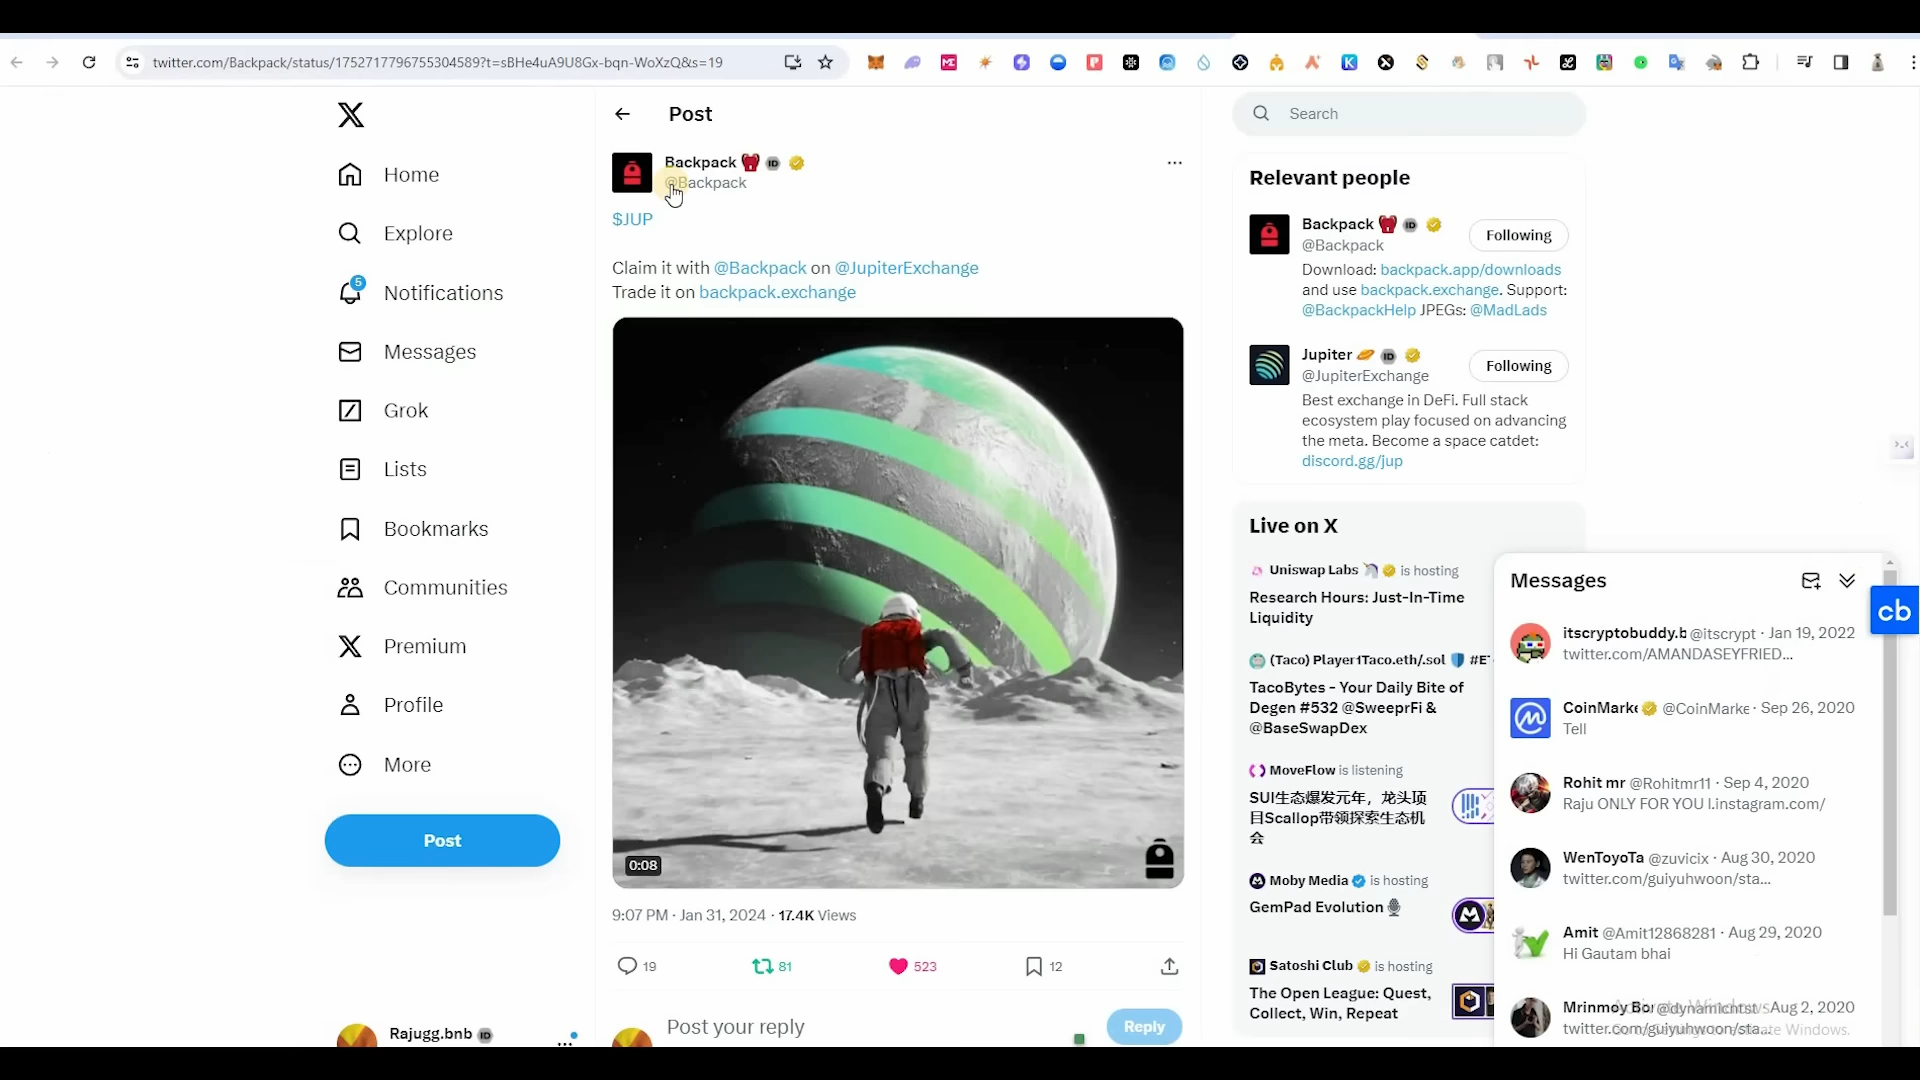 twitter.com/Backpack/status/1752717796755304589?t=sBHe4uA9U8Gx-bqn-WoXzQ&s=19
Home
Explore
5
Notifications
Messages
Grok
Lists
Bookmarks
Communities
Premium
Profile
More
Post
Rajugg.bnb
Post
Backpack
@Backpack
$JUP
Claim it with @Backpack on @JupiterExchange
Trade it on backpack.exchange
0:08
9:07 PM · Jan 31, 2024 · 17.4K Views
19
81
523
12
Post your reply
Reply
Search
Relevant people
Backpack
@Backpack
Following
Download: backpack.app/downloads
and use backpack.exchange. Support:
@BackpackHelp JPEGs: @MadLads
Jupiter
@JupiterExchange
Following
Best exchange in DeFi. Full stack
ecosystem play focused on advancing
the meta. Become a space catdet:
discord.gg/jup
Live on X
Uniswap Labs is hosting
Research Hours: Just-In-Time
Liquidity
(Taco) Player1Taco.eth/.sol
TacoBytes - Your Daily Bite of
Degen #532 @SweeprFi &
@BaseSwapDex
MoveFlow is listening
SUI生态爆发元年，龙头项
目Scallop带领探索生态机
会
Moby Media is hosting
GemPad Evolution
Satoshi Club is hosting
The Open League: Quest,
Collect, Win, Repeat
Messages
cb
itscryptobuddy.b @itscrypt · Jan 19, 2022
twitter.com/AMANDASEYFRIED...
CoinMarke @CoinMarke · Sep 26, 2020
Tell
Rohit mr @Rohitmr11 · Sep 4, 2020
Raju ONLY FOR YOU l.instagram.com/
WenToyoTa @zuvicix · Aug 30, 2020
twitter.com/guiyuhwoon/sta...
Amit @Amit12868281 · Aug 29, 2020
Hi Gautam bhai
Mrinmoy Bor @dynamichtst · Aug 2, 2020
twitter.com/guiyuhwoon/sta...
Activate Windows